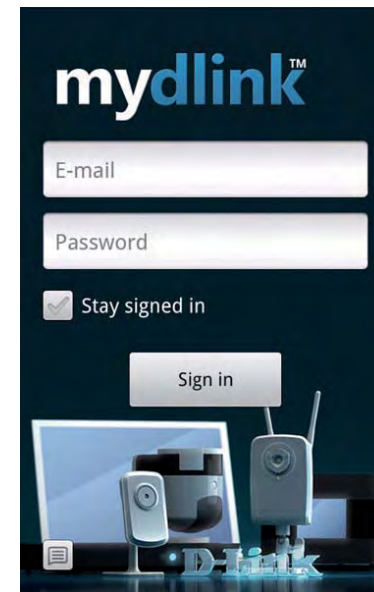 mydlink™
E-mail
Password
Stay signed in
Sign in
D-Link